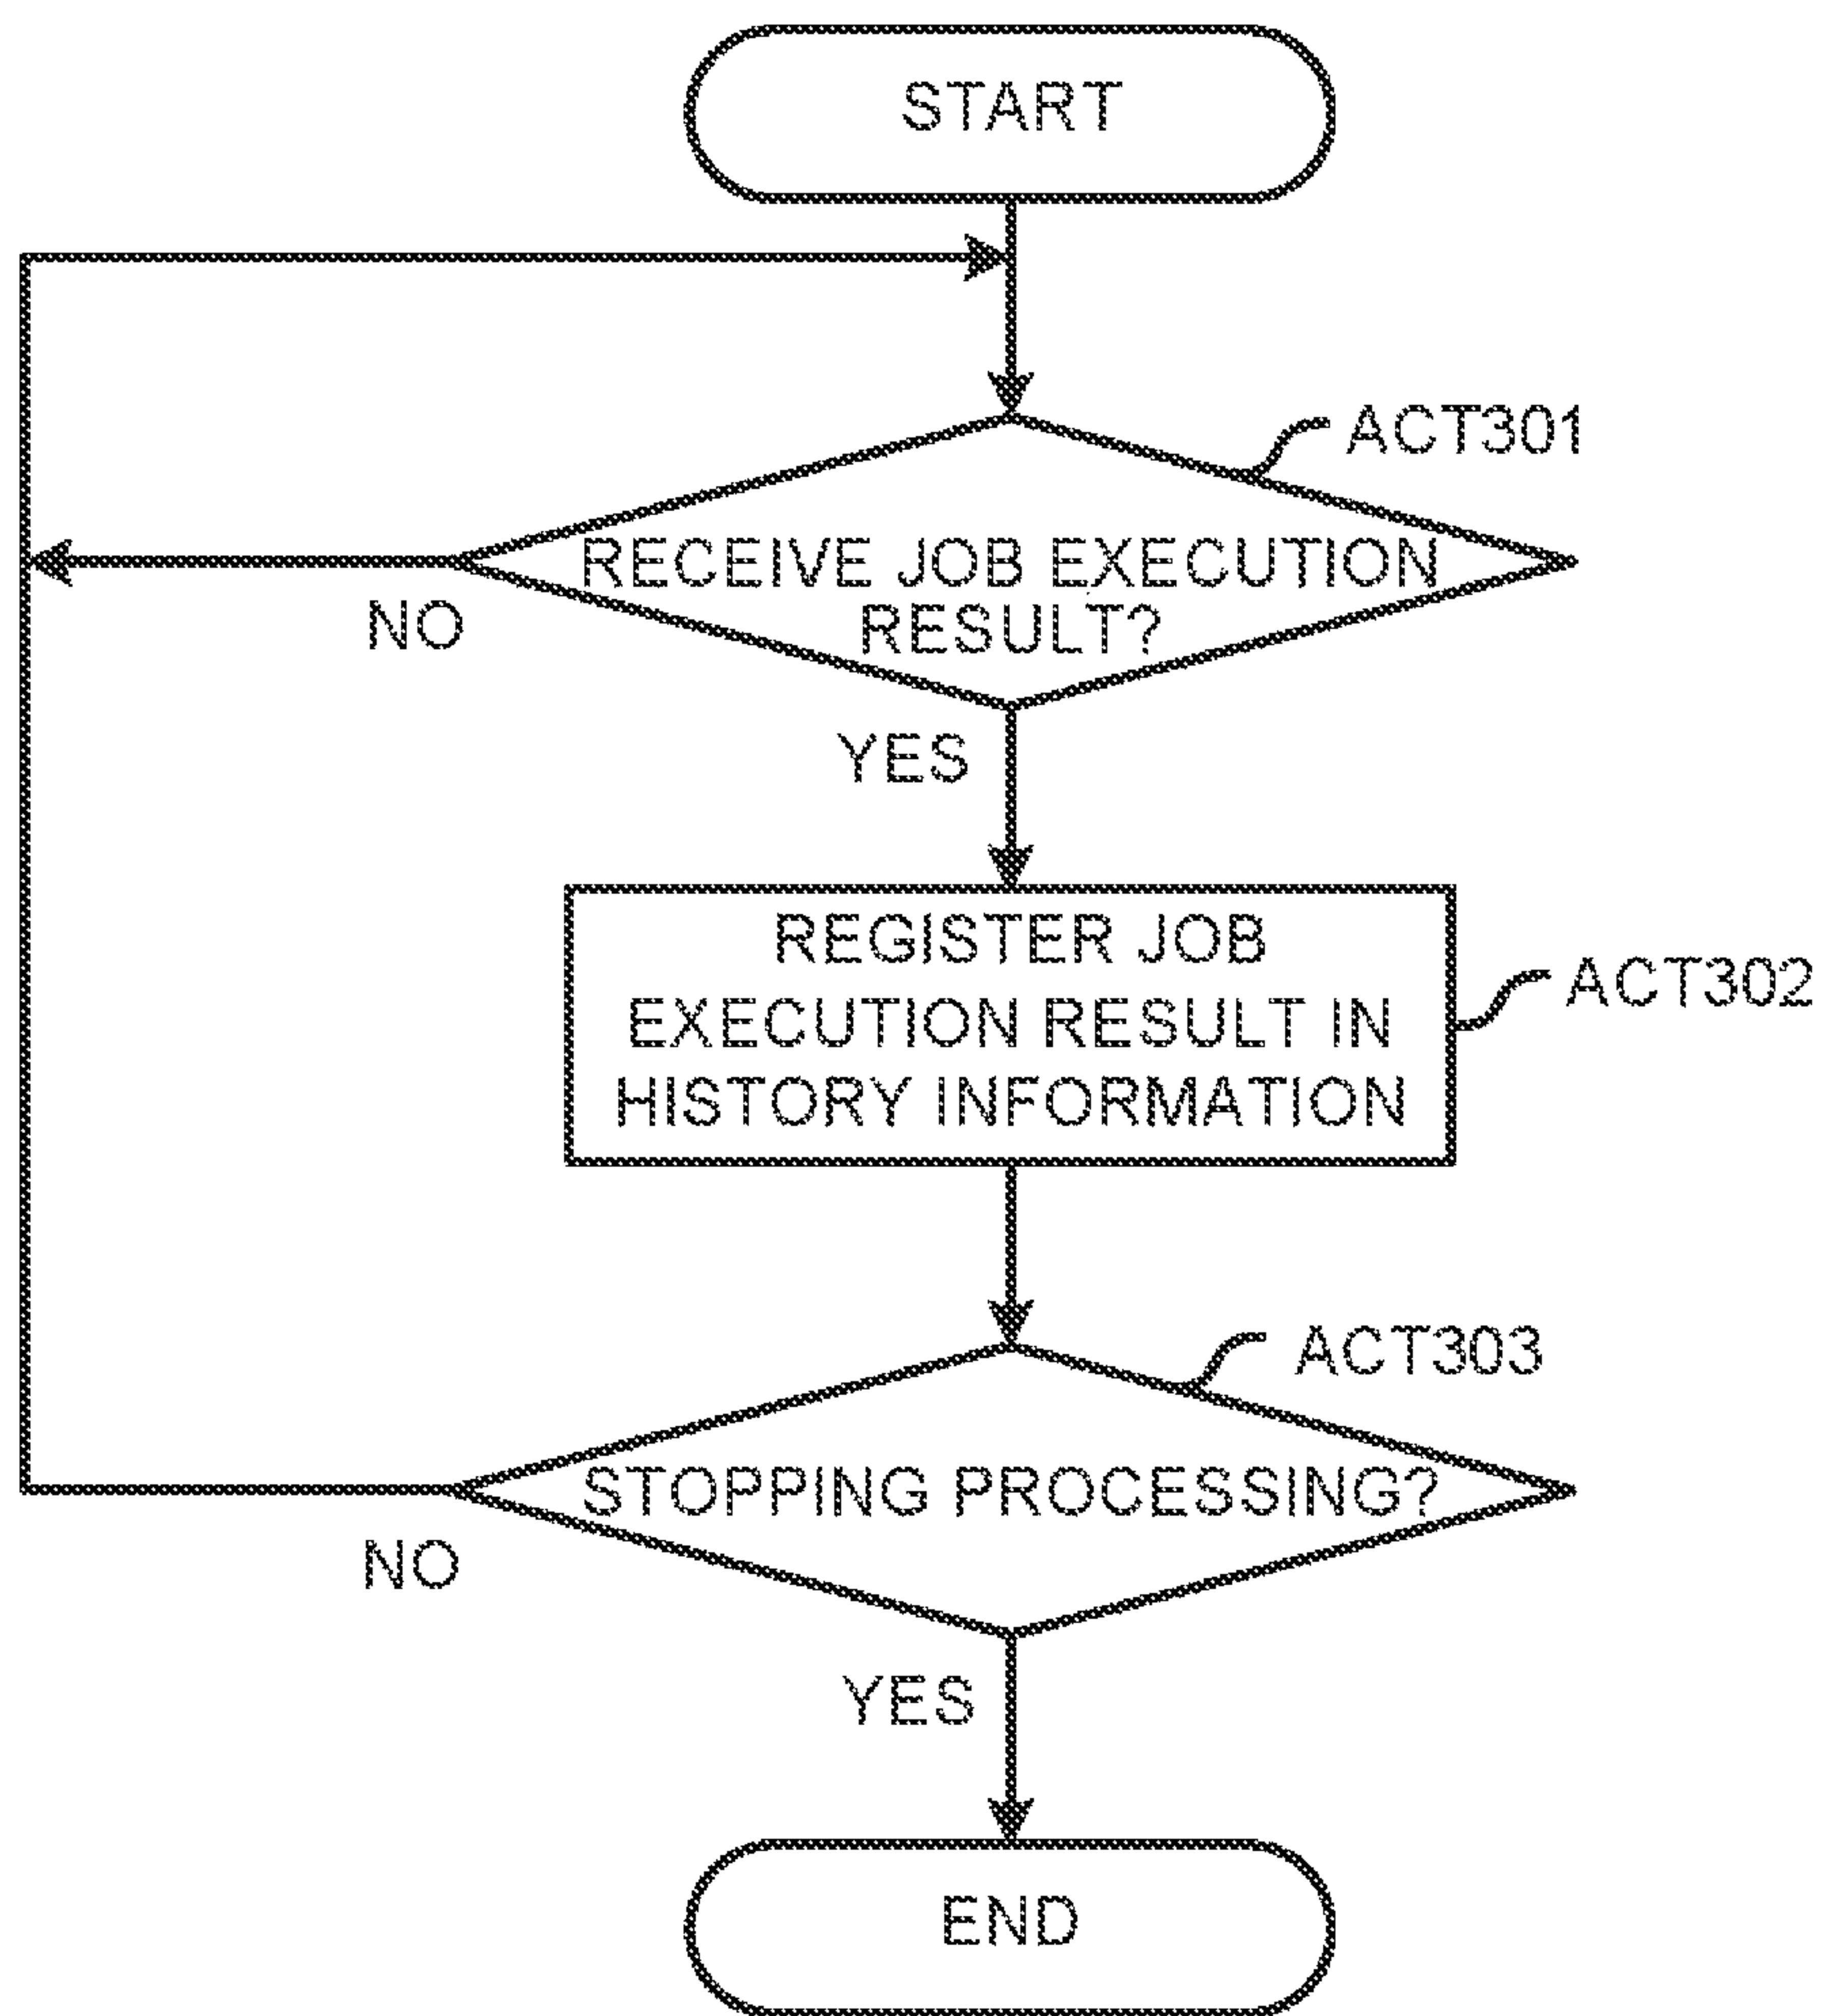 START
ACT301
RECEIVE JOB EXECUTION
RESULT?
NO
YES
REGISTER JOB
EXECUTION RESULT IN
HISTORY INFORMATION
ACT302
ACT303
STOPPING PROCESSING?
NO
YES
END